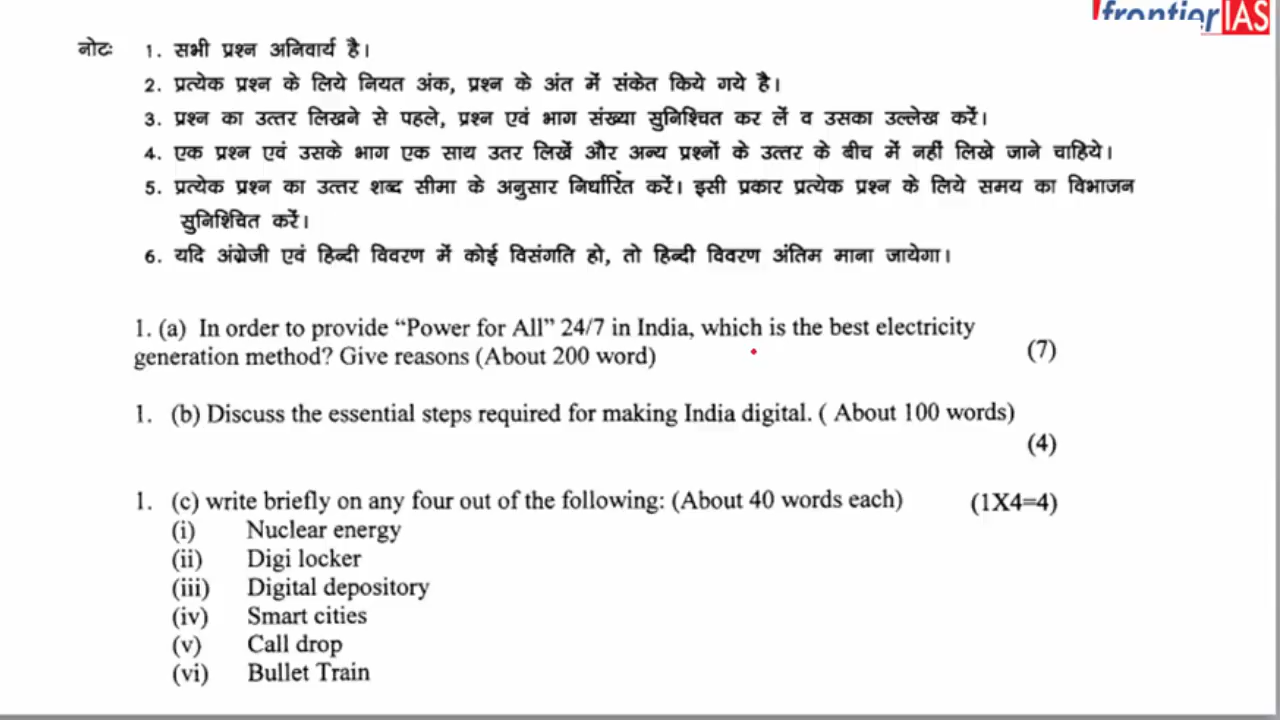 frontier IAS
नोटः 1. सभी प्रश्न अनिवार्य है।
2. प्रत्येक प्रश्न के लिये नियत अंक, प्रश्न के अंत में संकेत किये गये है।
3. प्रश्न का उत्तर लिखने से पहले, प्रश्न एवं भाग संख्या सुनिश्चित कर लें व उसका उल्लेख करें।
4. एक प्रश्न एवं उसके भाग एक साथ उतर लिखें और अन्य प्रश्नों के उत्तर के बीच में नहीं लिखे जाने चाहिये।
5. प्रत्येक प्रश्न का उत्तर शब्द सीमा के अनुसार निर्धारित करें। इसी प्रकार प्रत्येक प्रश्न के लिये समय का विभाजन
सुनिश्चित करें।
6. यदि अंग्रेजी एवं हिन्दी विवरण में कोई विसंगति हो, तो हिन्दी विवरण अंतिम माना जायेगा।
1. (a) In order to provide “Power for All” 24/7 in India, which is the best electricity
generation method? Give reasons (About 200 word) (7)
1. (b) Discuss the essential steps required for making India digital. ( About 100 words)
(4)
1. (c) write briefly on any four out of the following: (About 40 words each) (1X4=4)
(i) Nuclear energy
(ii) Digi locker
(iii) Digital depository
(iv) Smart cities
(v) Call drop
(vi) Bullet Train